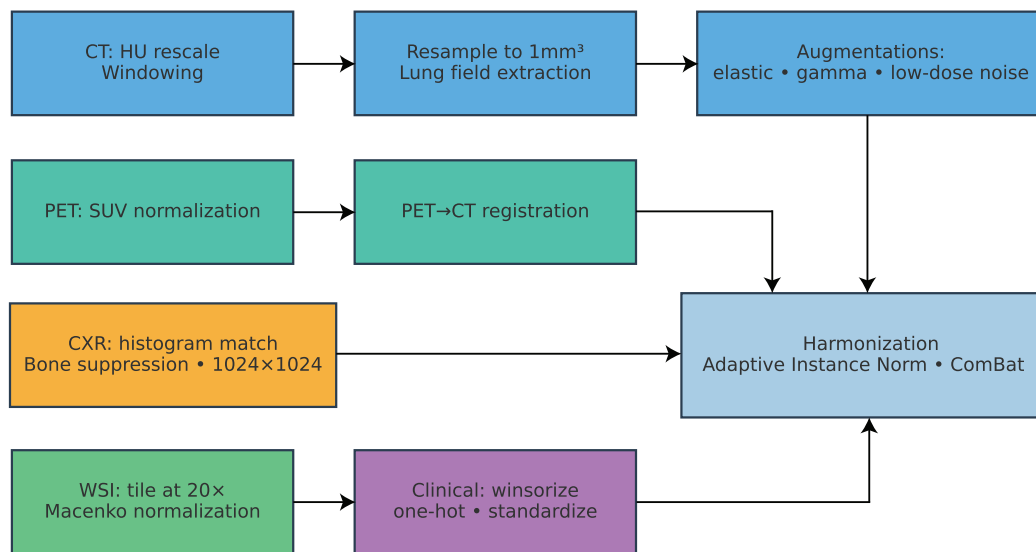 CT: HU rescale
Windowing
Resample to 1mm³
Lung field extraction
Augmentations:
elastic • gamma • low-dose noise
PET: SUV normalization
PET→CT registration
CXR: histogram match
Bone suppression • 1024×1024
Harmonization
Adaptive Instance Norm • ComBat
WSI: tile at 20×
Macenko normalization
Clinical: winsorize
one-hot • standardize